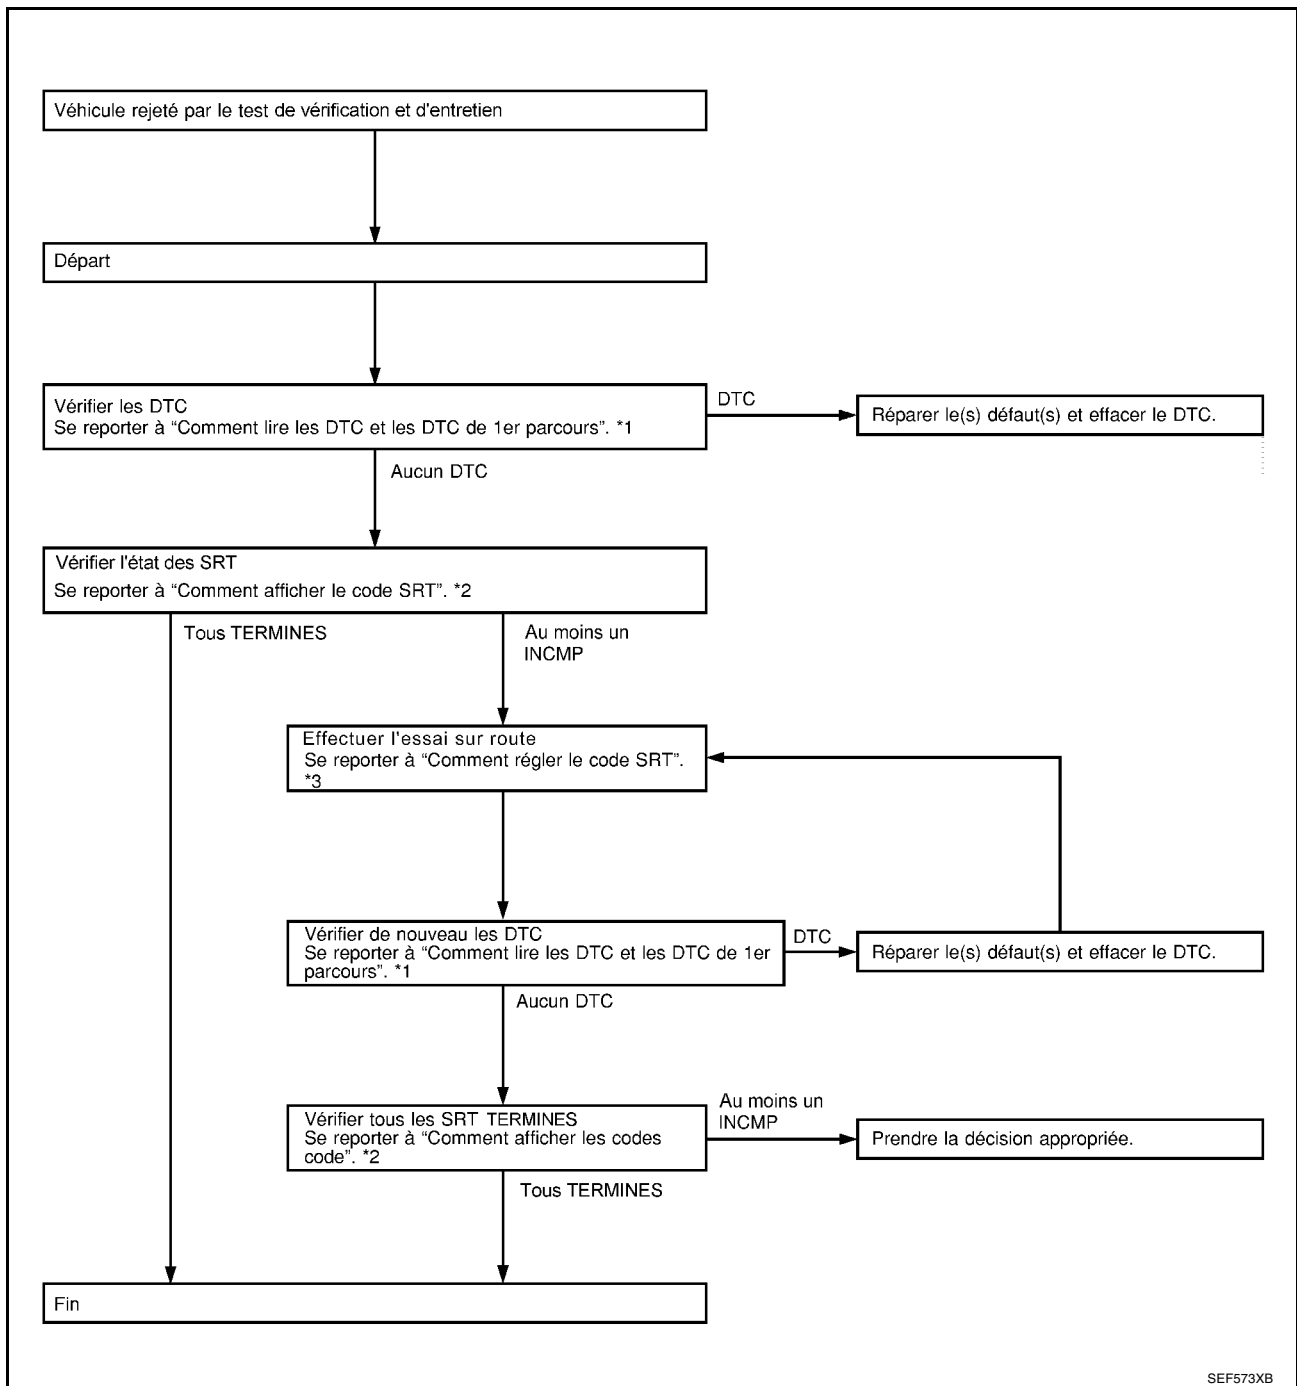 Véhicule rejeté par le test de vérification et d'entretien
Départ
Vérifier les DTC
Se reporter à “Comment lire les DTC et les DTC de 1er parcours”. *1
DTC
Réparer le(s) défaut(s) et effacer le DTC.
Aucun DTC
Vérifier l'état des SRT
Se reporter à “Comment afficher le code SRT”. *2
Tous TERMINES
Au moins un
INCMP
Effectuer l'essai sur route
Se reporter à “Comment régler le code SRT”.
*3
Vérifier de nouveau les DTC
Se reporter à “Comment lire les DTC et les DTC de 1er
parcours”. *1
DTC
Réparer le(s) défaut(s) et effacer le DTC.
Aucun DTC
Vérifier tous les SRT TERMINES
Se reporter à “Comment afficher les codes
code”. *2
Au moins un
INCMP
Prendre la décision appropriée.
Tous TERMINES
Fin
SEF573XB